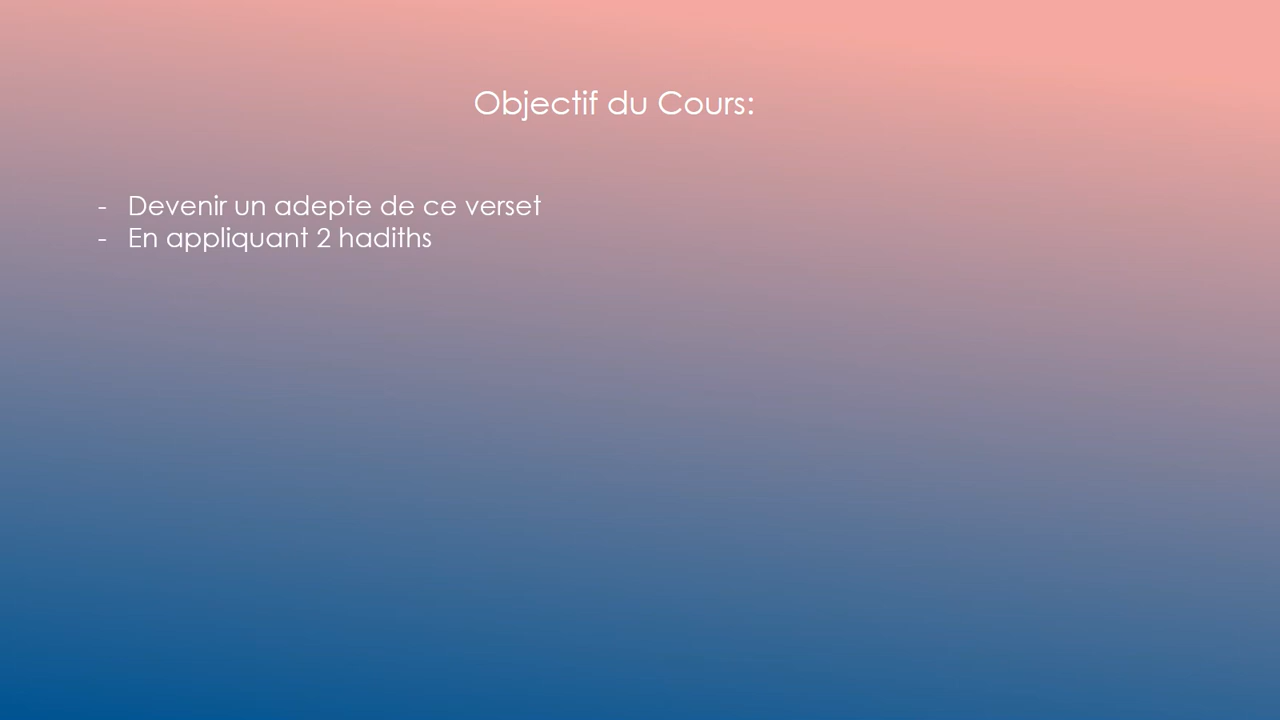 Objectif du Cours:
- Devenir un adepte de ce verset
- En appliquant 2 hadiths